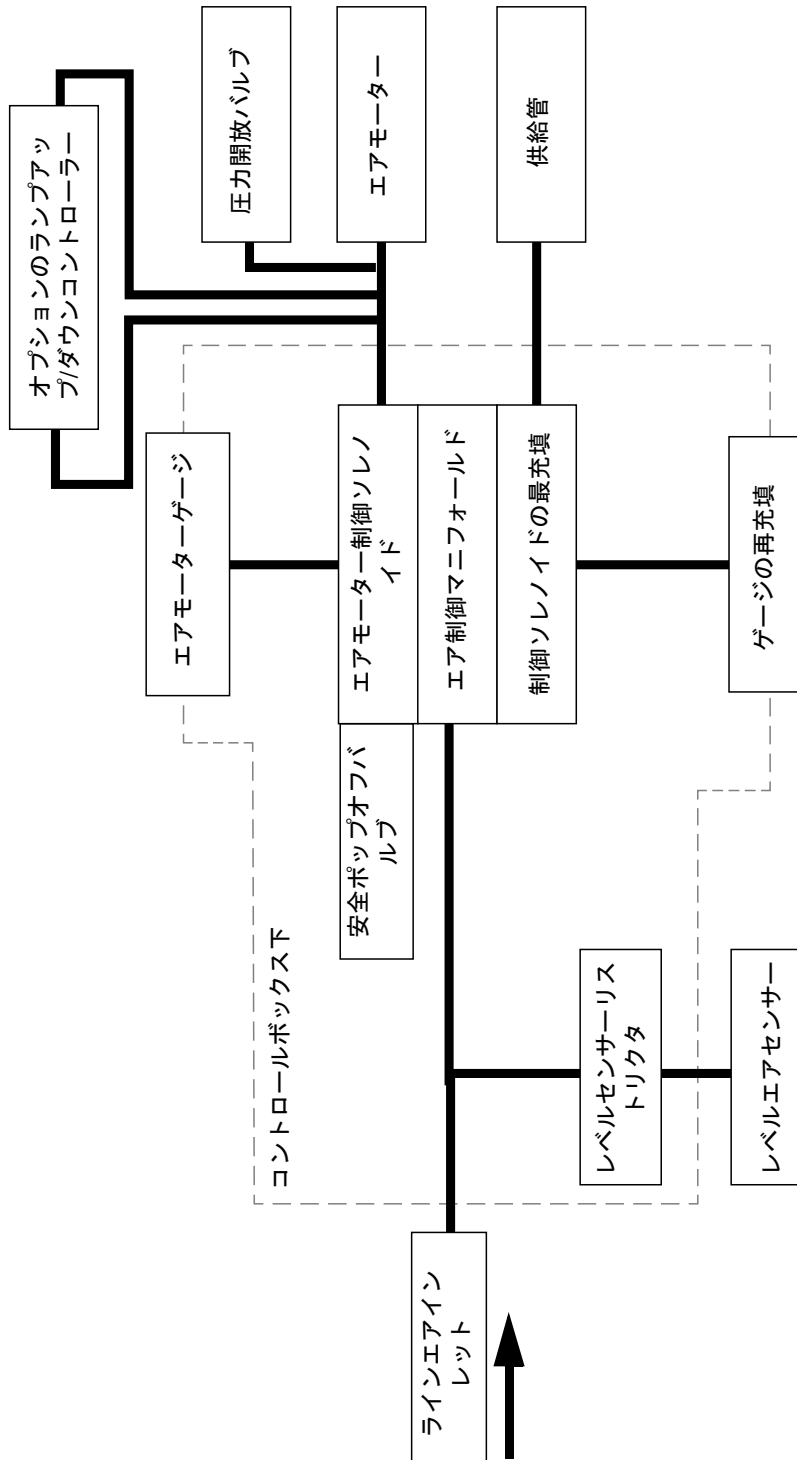 オプションのランプアッ
プ/ダウンコントローラー
圧力開放バルブ
エアモーター
供給管
エアモーターゲージ
エアモーター制御ソレノ
イド
エア制御マニフォールド
制御ソレノイドの最充填
ゲージの再充填
安全ポップオフバ
ルブ
コントロールボックス下
レベルセンサーリス
トリクタ
レベルエアセンサー
ラインエアイン
レット